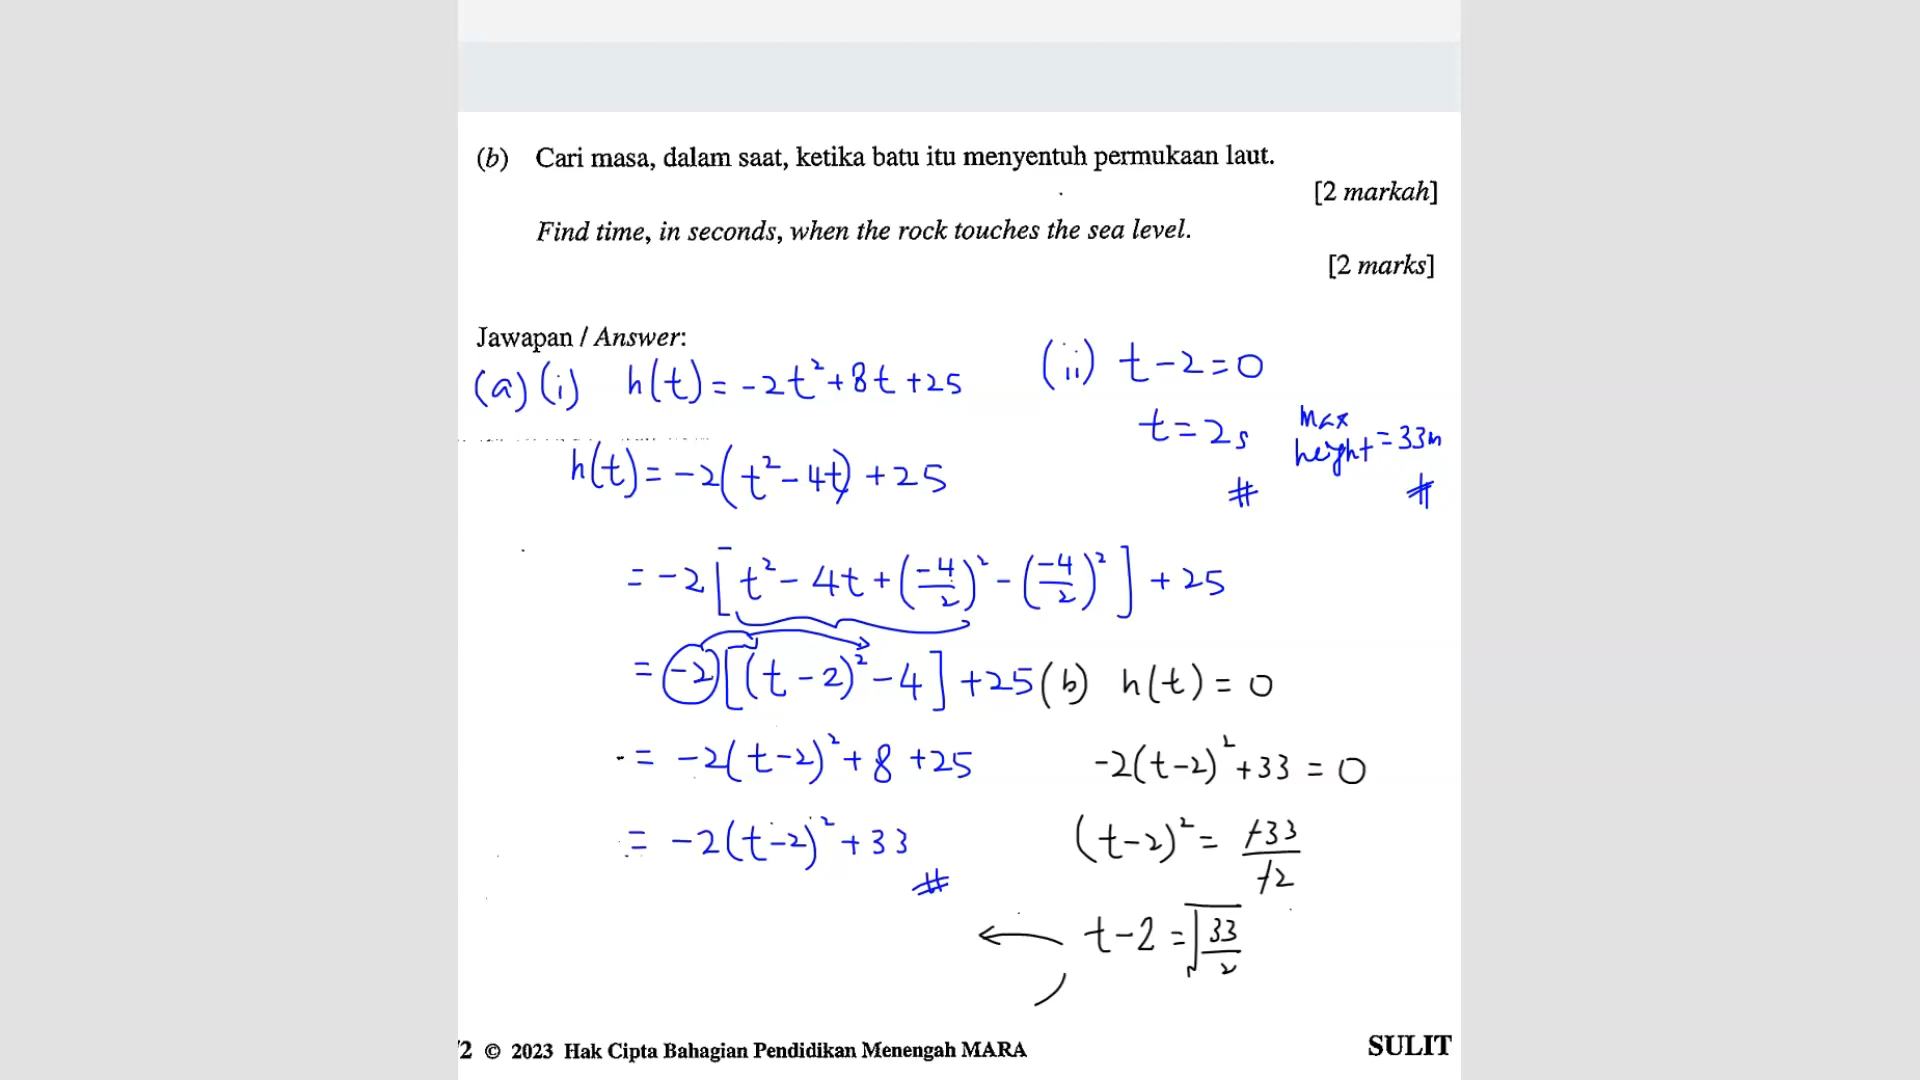 (b) Cari masa, dalam saat, ketika batu itu menyentuh permukaan laut.
[2 markah]
Find time, in seconds, when the rock touches the sea level.
[2 marks]
Jawapan / Answer:
(a) (i) h(t) = -2t²+8t+25
h(t) = -2(t²-4t)+25
= -2[t²-4t+(-4/2)²-(-4/2)²]+25
= -2[(t-2)²-4]+25
= -2(t-2)²+8+25
= -2(t-2)²+33
#
(ii) t-2=0
t=2s
#
max
height = 33m
#
(b) h(t) = 0
-2(t-2)²+33 = 0
(t-2)² = -33/-2
t-2 = √33/2
/2 © 2023 Hak Cipta Bahagian Pendidikan Menengah MARA
SULIT